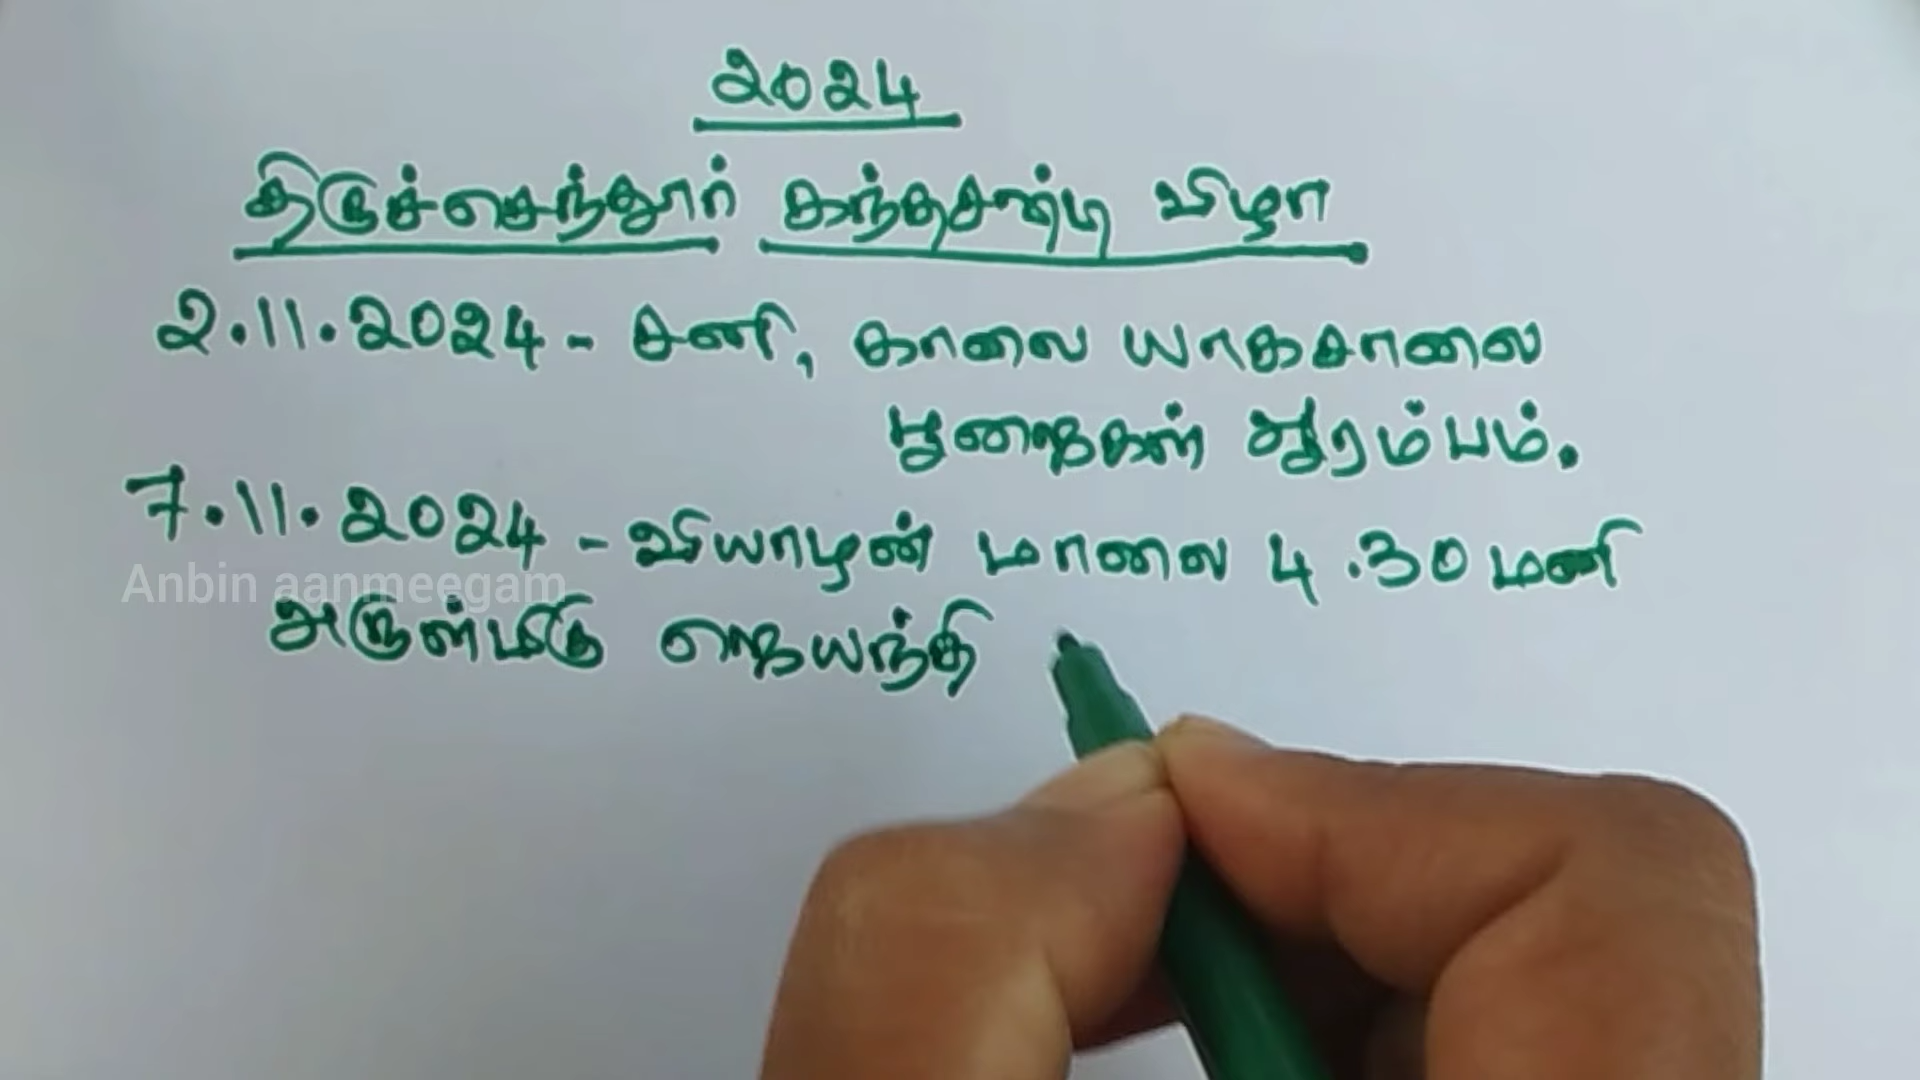 2024
திருச்செந்தூர் கந்தசண்டி விழா
2.11.2024 - சனி, காலை யாகசாலை
பூஜைகள் ஆரம்பம்.
7.11.2024 - வியாழன் மாலை 4.30 மணி
Anbin aanmeegam
அருள்மிகு ஜெயந்தி